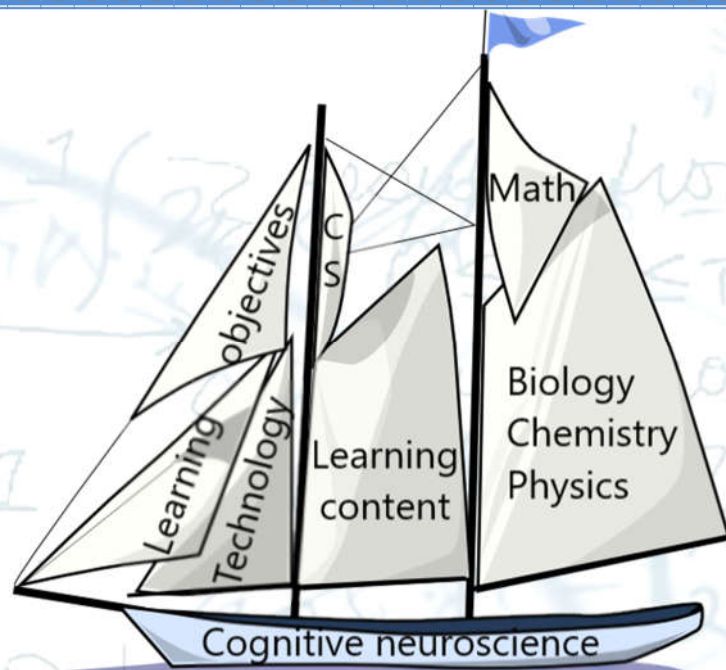 Math
C
S
objectives
Biology
Chemistry
Physics
Learning
content
Learning
Technology
Cognitive neuroscience